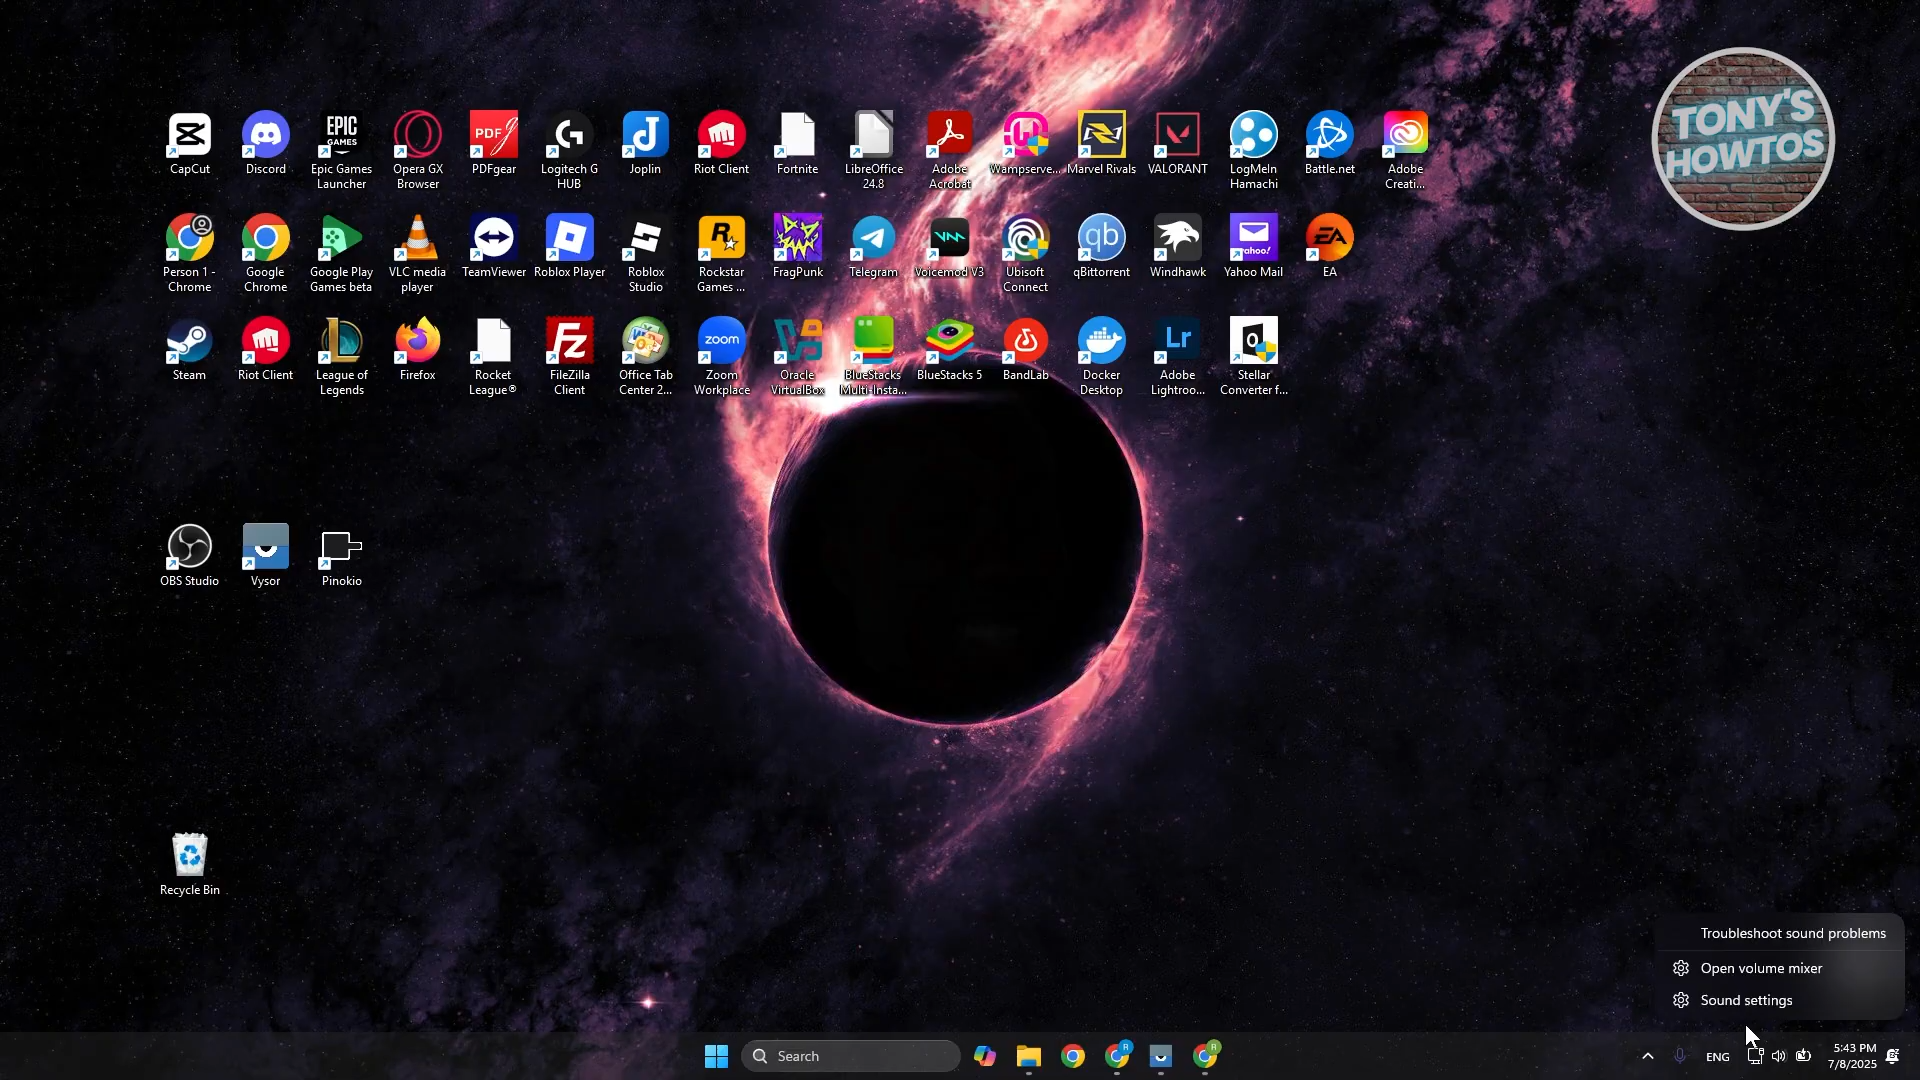 TONY'S
HOWTOS
CapCut
Discord
Epic Games
Launcher
Opera GX
Browser
PDFgear
Logitech G
HUB
Joplin
Riot Client
Fortnite
LibreOffice
24.8
Adobe
Acrobat
Wampserve...
Marvel Rivals
VALORANT
LogMeIn
Hamachi
Battle.net
Adobe
Creati...
Person 1 -
Chrome
Google
Chrome
Google Play
Games beta
VLC media
player
TeamViewer
Roblox Player
Roblox
Studio
Rockstar
Games ...
FragPunk
Telegram
Voicemod V3
Ubisoft
Connect
qBittorrent
Windhawk
Yahoo Mail
EA
Steam
Riot Client
League of
Legends
Firefox
Rocket
League®
FileZilla
Client
Office Tab
Center 2...
Zoom
Workplace
Oracle
VirtualBox
BlueStacks
Multi-Insta...
BlueStacks 5
BandLab
Docker
Desktop
Adobe
Lightroo...
Stellar
Converter f...
OBS Studio
Vysor
Pinokio
Recycle Bin
Troubleshoot sound problems
Open volume mixer
Sound settings
Search
ENG
5:43 PM
7/8/2025